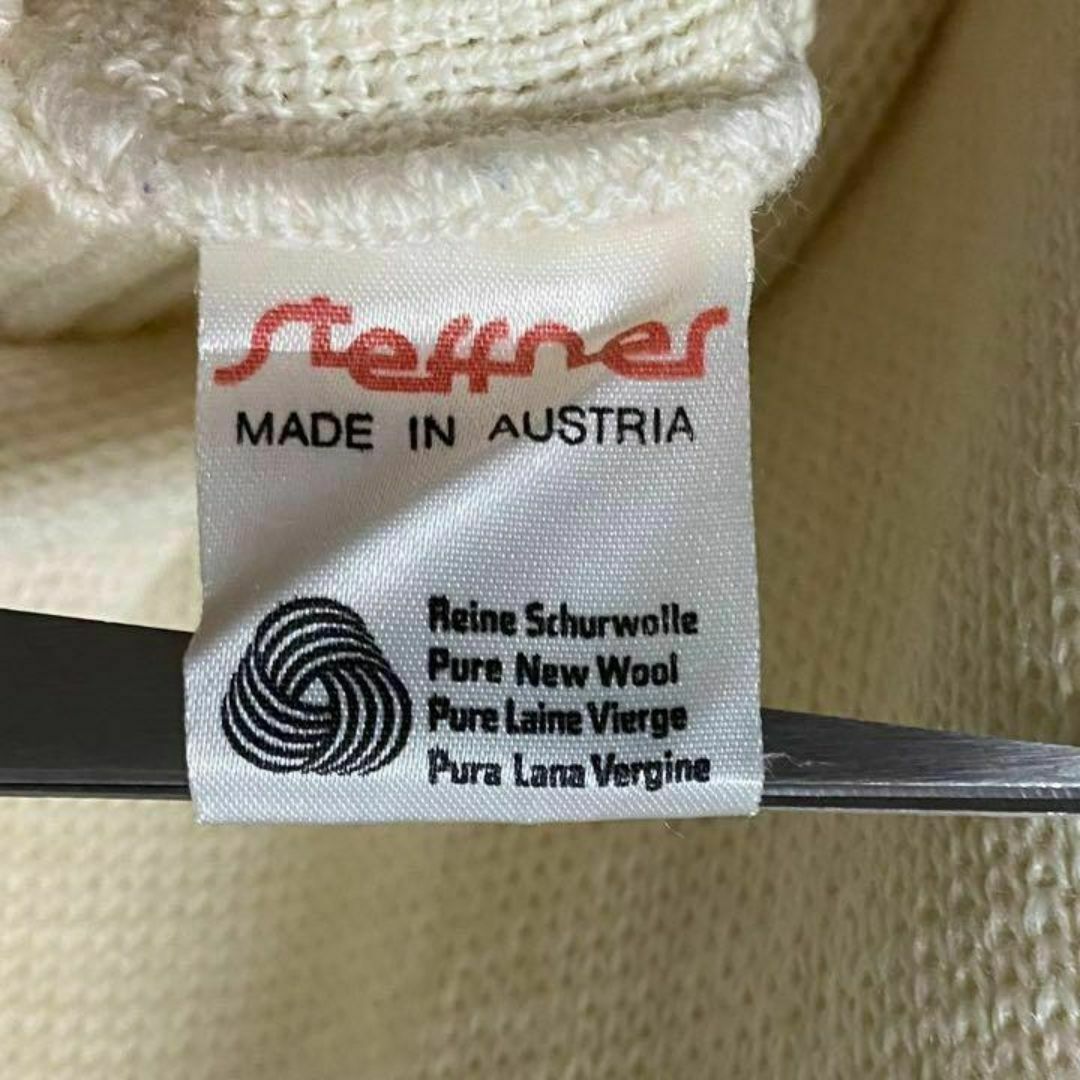 Steffner
MADE IN AUSTRIA
Reine Schurwolle
Pure New Wool
Pure Laine Vierge
Pura Lana Vergine